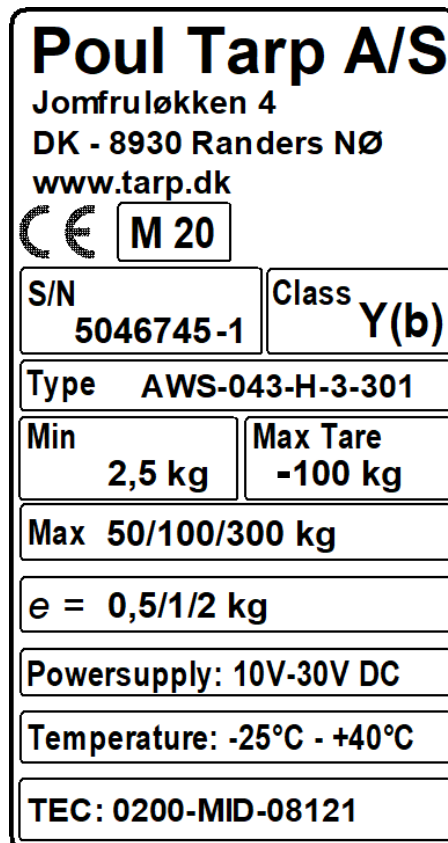 Poul Tarp A/S
Jomfruløkken 4
DK - 8930 Randers NØ
www.tarp.dk
CE M 20
S/N 5046745-1
Class Y(b)
Type AWS-043-H-3-301
Min 2,5 kg
Max Tare -100 kg
Max 50/100/300 kg
e = 0,5/1/2 kg
Powersupply: 10V-30V DC
Temperature: -25°C - +40°C
TEC: 0200-MID-08121